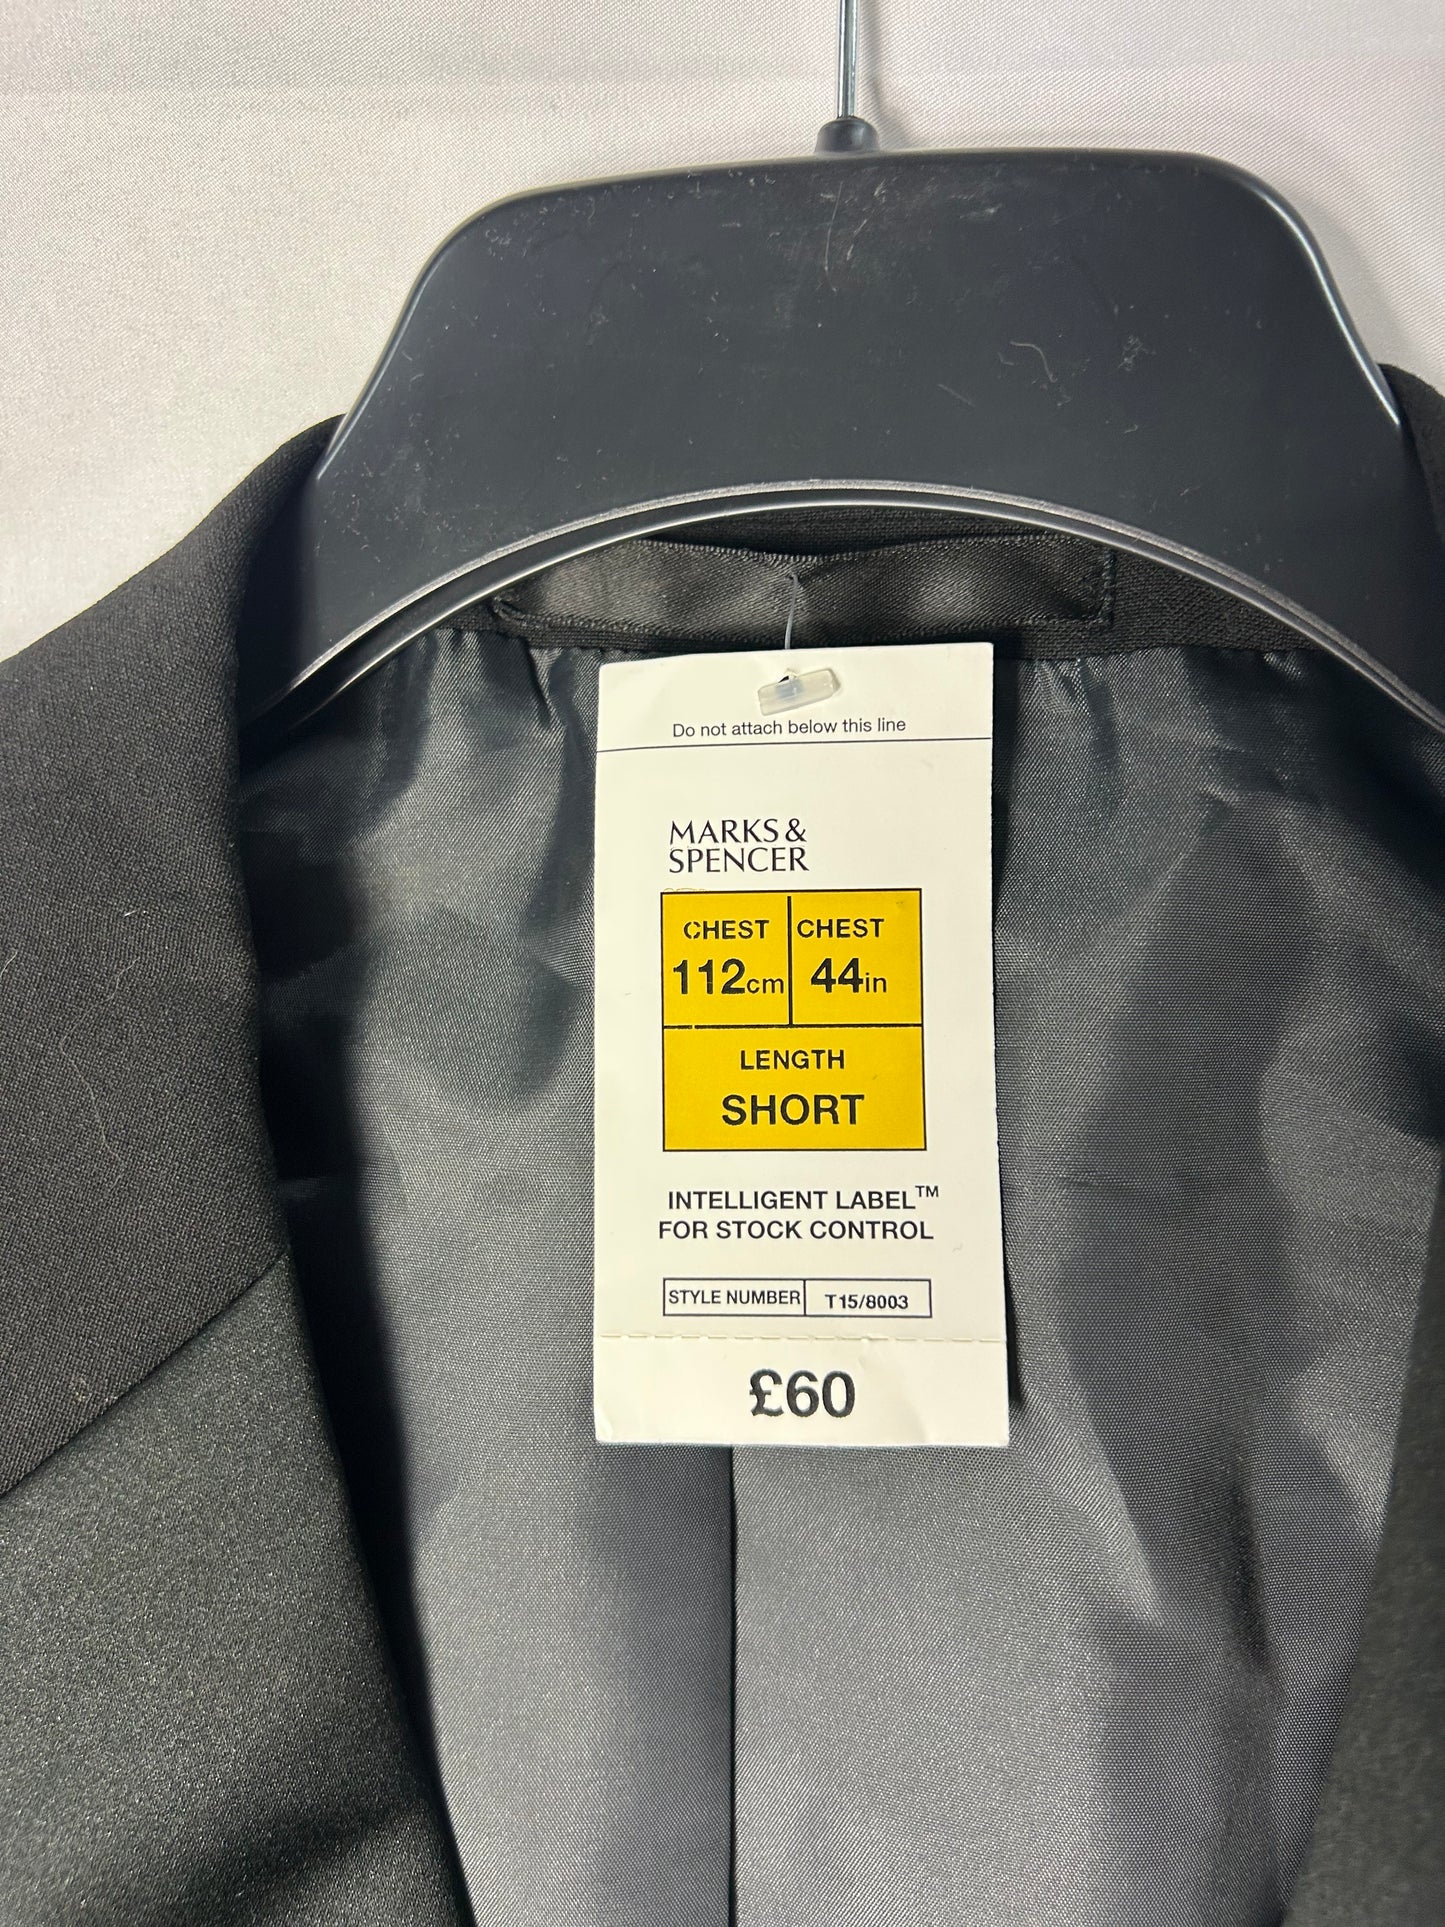 Do not attach below this line
MARKS &
SPENCER
CHEST CHEST
112cm 44in
LENGTH
SHORT
INTELLIGENT LABEL™
FOR STOCK CONTROL
STYLE NUMBER T15/8003
£60